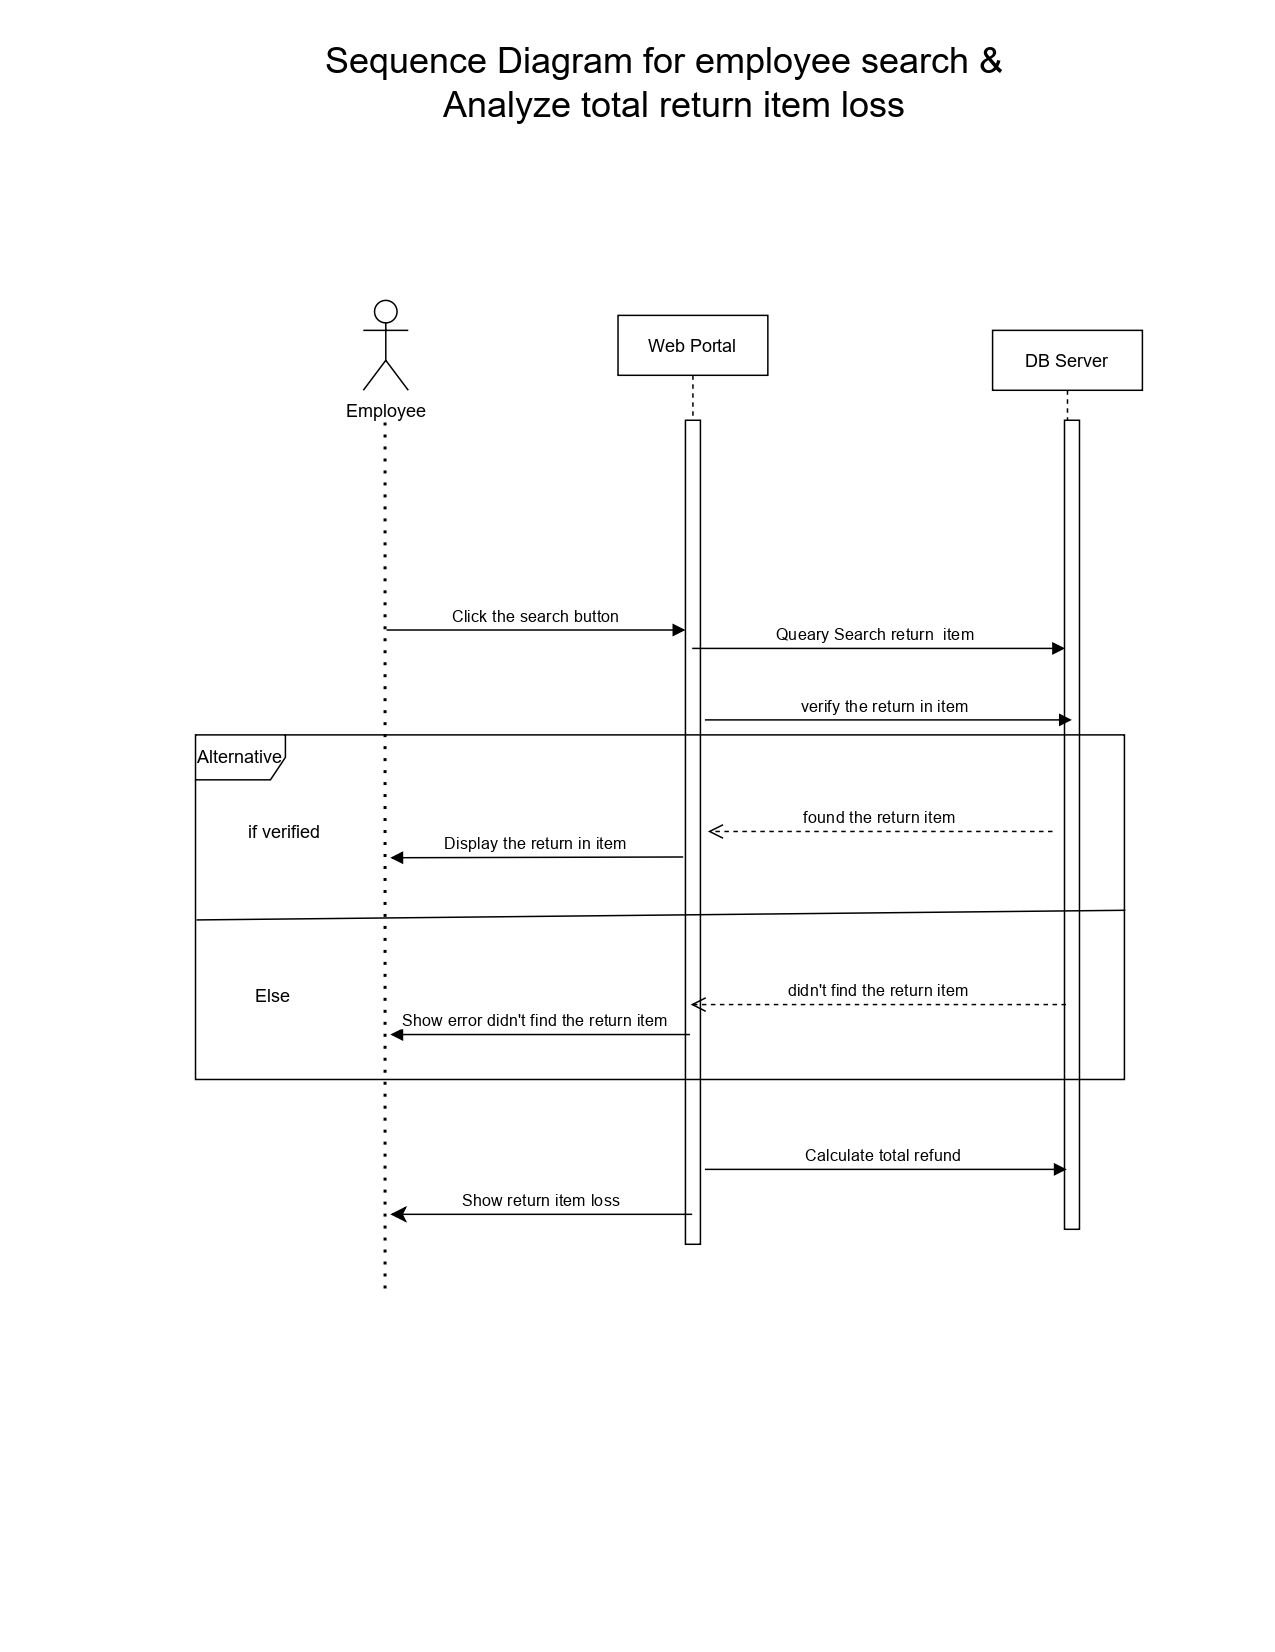 Sequence Diagram for employee search &
Analyze total return item loss
Web Portal
DB Server
Employee
Click the search button
Queary Search return  item
verify the return in item
Alternative
found the return item
if verified
Display the return in item
didn't find the return item
Else
Show error didn't find the return item
Calculate total refund
Show return item loss